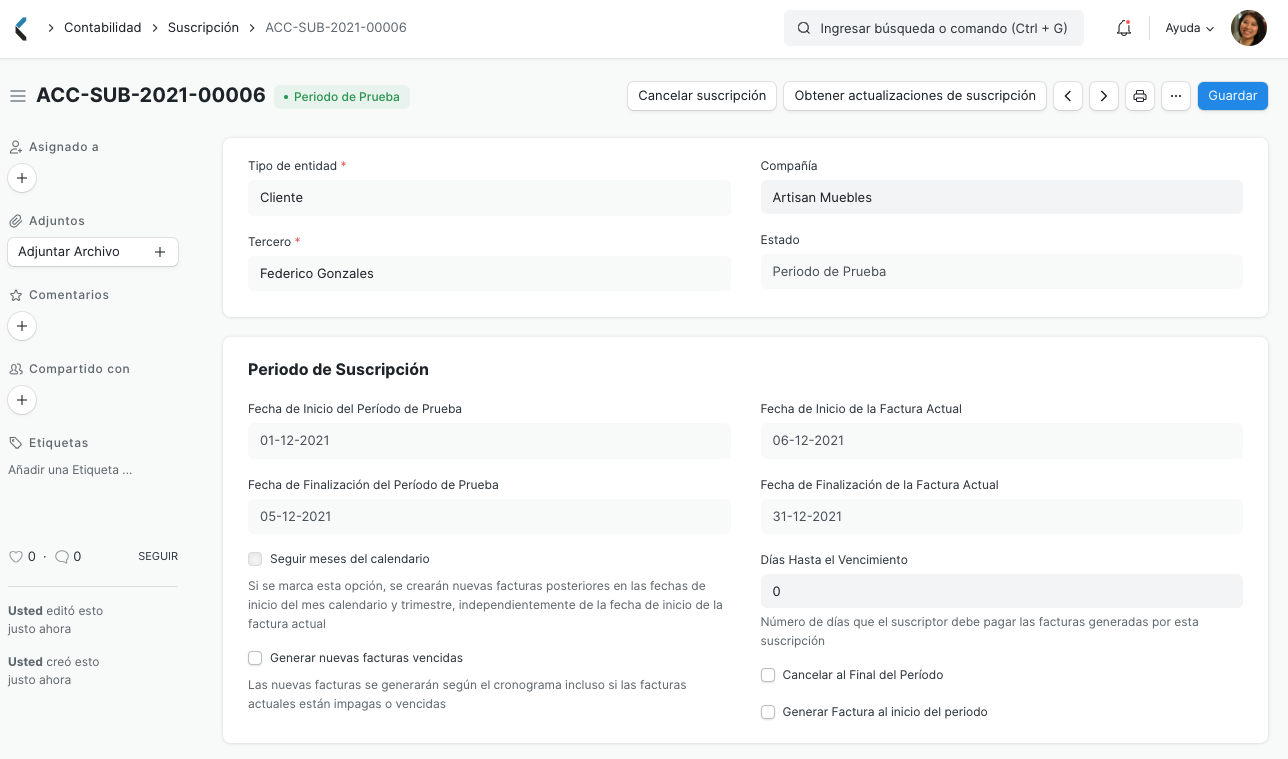 Contabilidad
Suscripción
ACC-SUB-2021-00006
Ingresar búsqueda o comando (Ctrl + G)
Ayuda
ACC-SUB-2021-00006
Periodo de Prueba
Cancelar suscripción
Obtener actualizaciones de suscripción
Guardar
Asignado a
Adjuntos
Adjuntar Archivo
Comentarios
Compartido con
Etiquetas
Añadir una Etiqueta ...
0 · 0 SEGUIR
Usted editó esto
justo ahora
Usted creó esto
justo ahora
Tipo de entidad *
Cliente
Tercero *
Federico Gonzales
Compañía
Artisan Muebles
Estado
Periodo de Prueba
Periodo de Suscripción
Fecha de Inicio del Período de Prueba
01-12-2021
Fecha de Finalización del Período de Prueba
05-12-2021
Seguir meses del calendario
Si se marca esta opción, se crearán nuevas facturas posteriores en las fechas de
inicio del mes calendario y trimestre, independientemente de la fecha de inicio de la
factura actual
Generar nuevas facturas vencidas
Las nuevas facturas se generarán según el cronograma incluso si las facturas
actuales están impagas o vencidas
Fecha de Inicio de la Factura Actual
06-12-2021
Fecha de Finalización de la Factura Actual
31-12-2021
Días Hasta el Vencimiento
0
Número de días que el suscriptor debe pagar las facturas generadas por esta
suscripción
Cancelar al Final del Período
Generar Factura al inicio del periodo